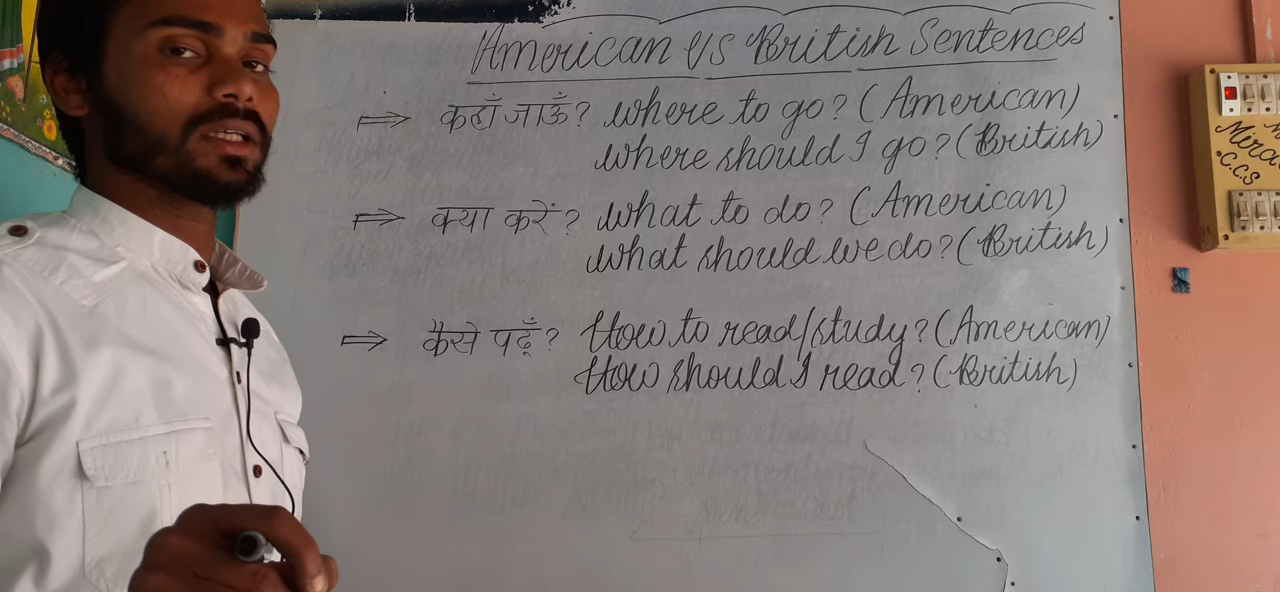 American V/S British Sentences
⇒ कहाँ जाऊँ? Where to go? (American)
Where should I go? (British)
⇒ क्या करें? What to do? (American)
What should we do? (British)
⇒ कैसे पढ़ूँ? How to read/study? (American)
How should I read? (British)
C.C.S